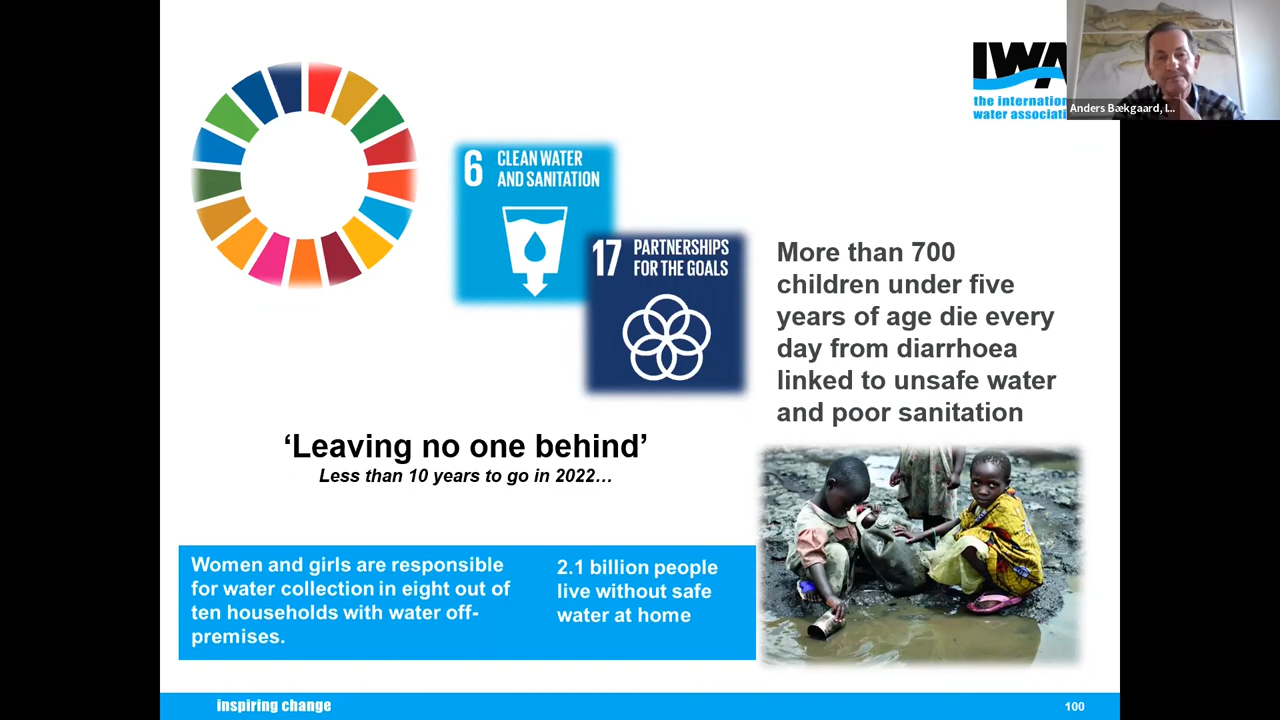 IWA
the internation
water associati
Anders Bækgaard, I...
6 CLEAN WATER
AND SANITATION
17 PARTNERSHIPS
FOR THE GOALS
More than 700
children under five
years of age die every
day from diarrhoea
linked to unsafe water
and poor sanitation
‘Leaving no one behind’
Less than 10 years to go in 2022...
Women and girls are responsible
for water collection in eight out of
ten households with water off-
premises.
2.1 billion people
live without safe
water at home
inspiring change
100